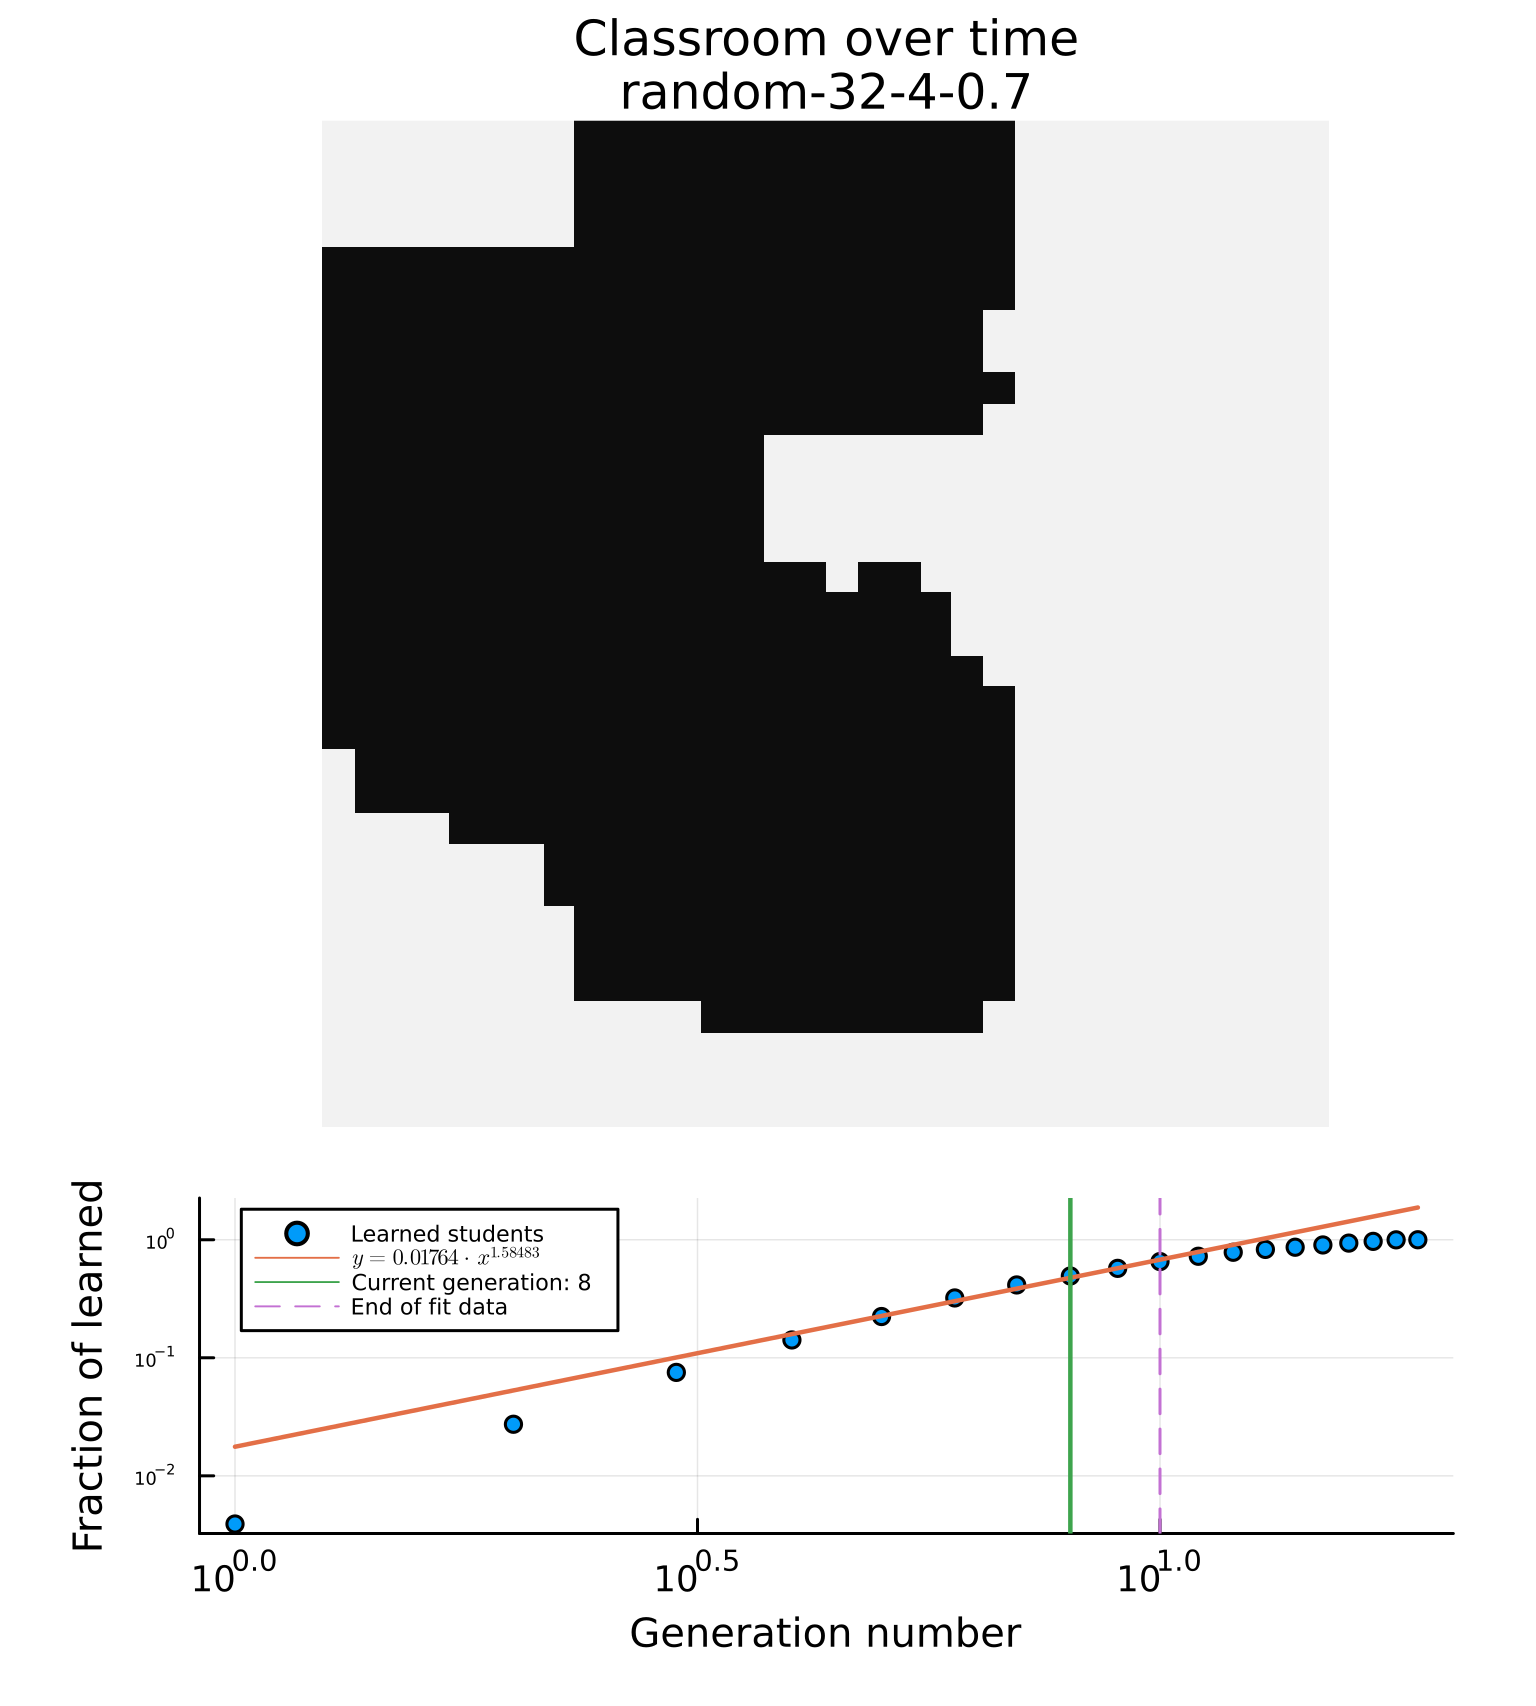 Classroom over time
random-32-4-0.7
Fraction of learned
10⁰
10⁻¹
10⁻²
Learned students
y = 0.01764 · x^1.58483
Current generation: 8
End of fit data
10^0.0
10^0.5
10^1.0
Generation number